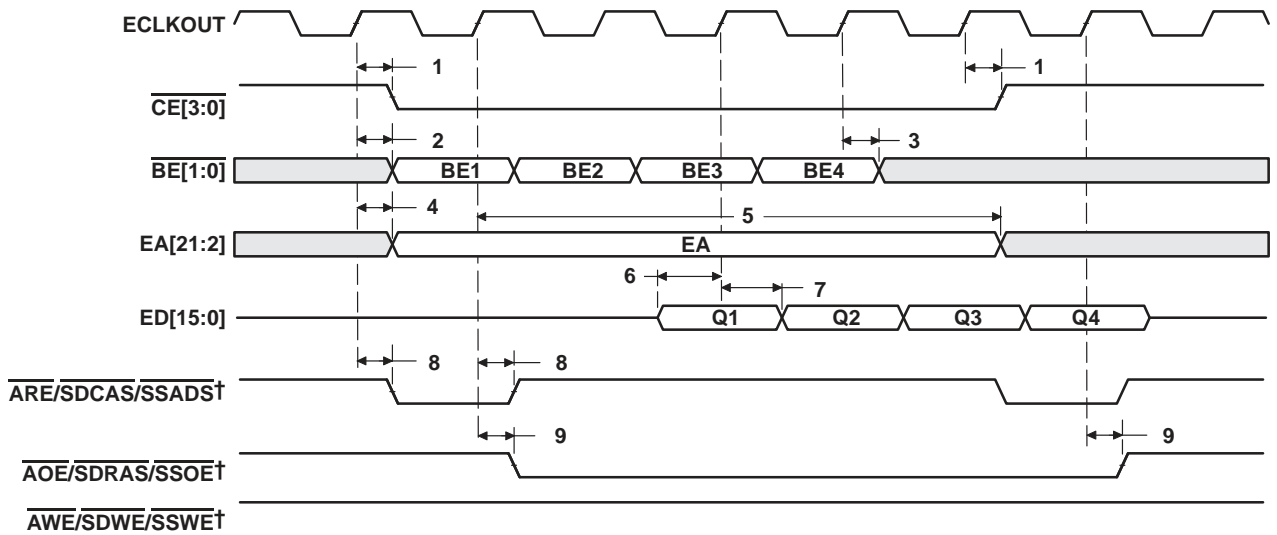 ECLKOUT
1 1
CE[3:0]
2 3
BE[1:0] BE1 BE2 BE3 BE4
4 5
EA[21:2] EA
6 7
ED[15:0] Q1 Q2 Q3 Q4
8 8
ARE/SDCAS/SSADS†
9 9
AOE/SDRAS/SSOE†
AWE/SDWE/SSWE†